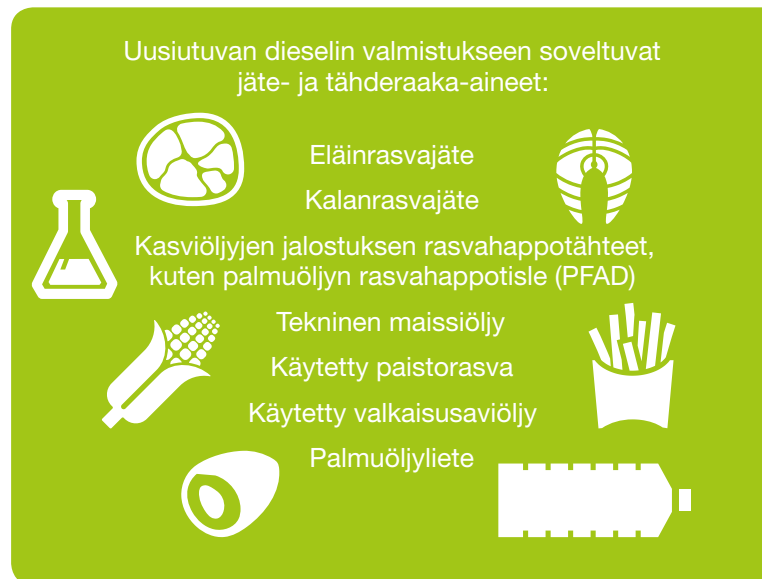 Uusiutuvan dieselin valmistukseen soveltuvat
jäte- ja tähderaaka-aineet:
Eläinrasvajäte
Kalanrasvajäte
Kasviöljyjen jalostuksen rasvahappotähteet,
kuten palmuöljyn rasvahappotisle (PFAD)
Tekninen maissiöljy
Käytetty paistorasva
Käytetty valkaisusaviöljy
Palmuöljyliete